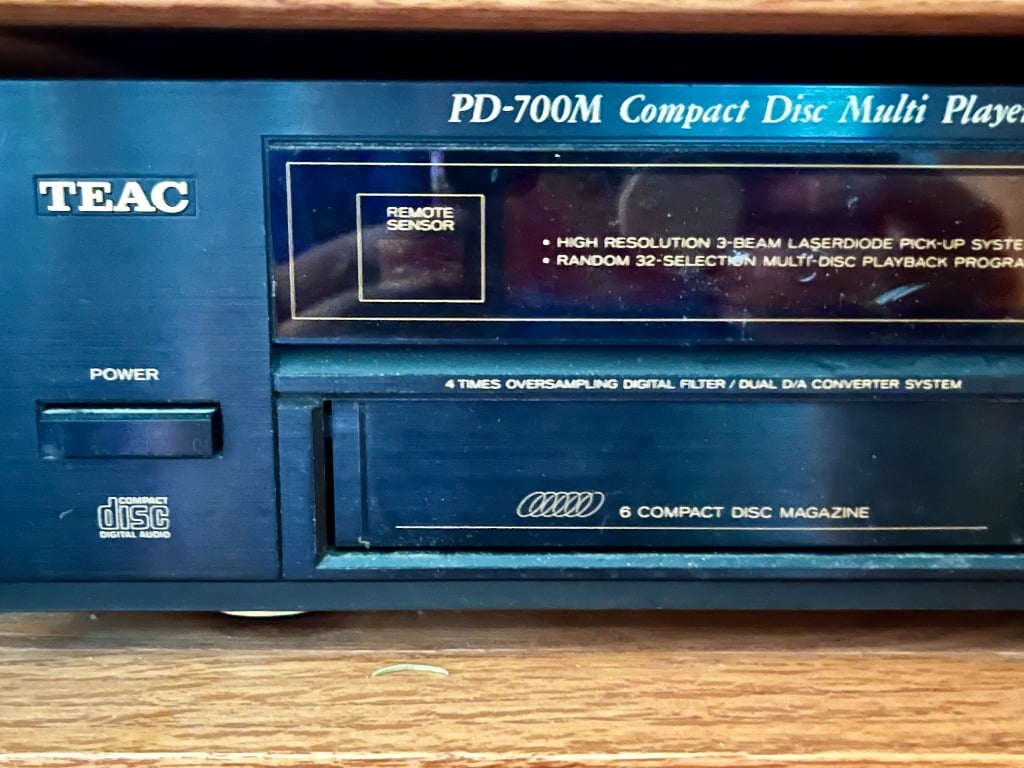 PD-700M Compact Disc Multi Player
TEAC
REMOTE
SENSOR
• HIGH RESOLUTION 3-BEAM LASERDIODE PICK-UP SYSTE
• RANDOM 32-SELECTION MULTI-DISC PLAYBACK PROGRA
POWER
4 TIMES OVERSAMPLING DIGITAL FILTER / DUAL D/A CONVERTER SYSTEM
COMPACT
disc
DIGITAL AUDIO
6 COMPACT DISC MAGAZINE